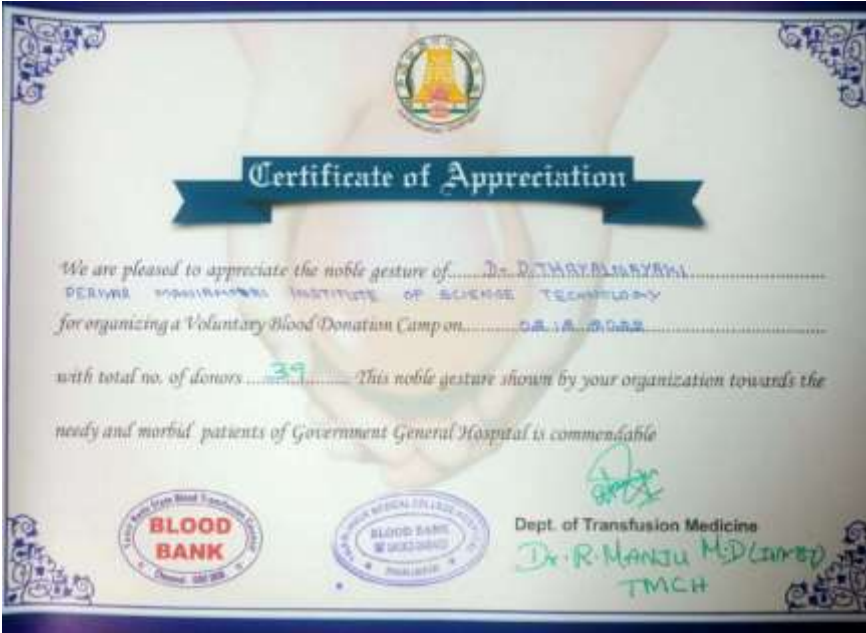 Certificate of Appreciation
We are pleased to appreciate the noble gesture of...... Dr. D. THAYALNAYAKI
PERIYAR MANIAMMAI INSTITUTE OF SCIENCE TECHNOLOGY
for organizing a Voluntary Blood Donation Camp on
with total no. of donors ...... 39 ...... This noble gesture shown by your organization towards the
needy and morbid patients of Government General Hospital is commendable
BLOOD
BANK
BLOOD BANK
Dept. of Transfusion Medicine
Dr. R. MANJU M.D
TMCH